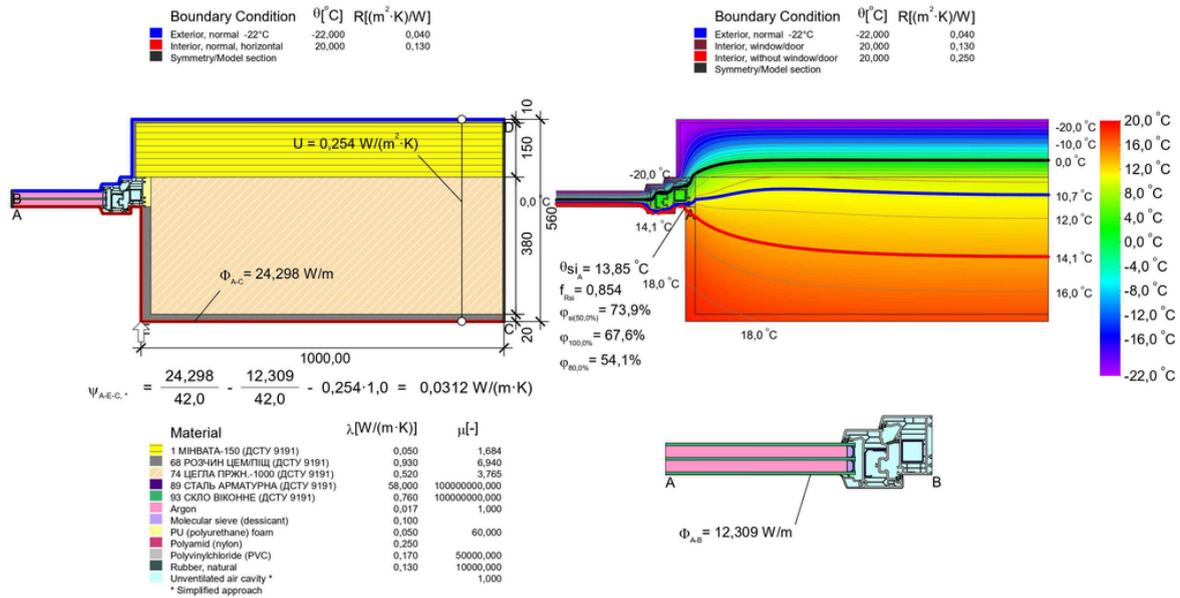 Boundary Condition θ[°C] R[(m²·K)/W]
Exterior, normal -22°C -22,000 0,040
Interior, normal, horizontal 20,000 0,130
Symmetry/Model section
Boundary Condition θ[°C] R[(m²·K)/W]
Exterior, normal -22°C -22,000 0,040
Interior, window/door 20,000 0,130
Interior, without window/door 20,000 0,250
Symmetry/Model section
10
D
150
U = 0,254 W/(m²·K)
B
A
0,0 °C
560
380
ΦA-C= 24,298 W/m
E
C
20
1000,00
ψA-E-C, * = 24,298/42,0 - 12,309/42,0 - 0,254·1,0 = 0,0312 W/(m·K)
-20,0 °C
14,1 °C
A
θsiA= 13,85 °C
fRsi= 0,854
18,0 °C
φsi(50,0%)= 73,9%
φ100,0%= 67,6%
φ80,0%= 54,1%
18,0 °C
-20,0 °C
-10,0 °C
0,0 °C
10,7 °C
12,0 °C
14,1 °C
16,0 °C
20,0 °C
16,0 °C
12,0 °C
8,0 °C
4,0 °C
0,0 °C
-4,0 °C
-8,0 °C
-12,0 °C
-16,0 °C
-22,0 °C
Material λ[W/(m·K)] μ[-]
1 МІНВАТА-150 (ДСТУ 9191) 0,050 1,684
68 РОЗЧИН ЦЕМ/ПІЩ (ДСТУ 9191) 0,930 6,940
74 ЦЕГЛА ПРЖН.-1000 (ДСТУ 9191) 0,520 3,765
89 СТАЛЬ АРМАТУРНА (ДСТУ 9191) 58,000 100000000,000
93 СКЛО ВІКОННЕ (ДСТУ 9191) 0,760 100000000,000
Argon 0,017 1,000
Molecular sieve (dessicant) 0,100
PU (polyurethane) foam 0,050 60,000
Polyamid (nylon) 0,250
Polyvinylchloride (PVC) 0,170 50000,000
Rubber, natural 0,130 10000,000
Unventilated air cavity * 1,000
* Simplified approach
A
B
ΦA-B= 12,309 W/m